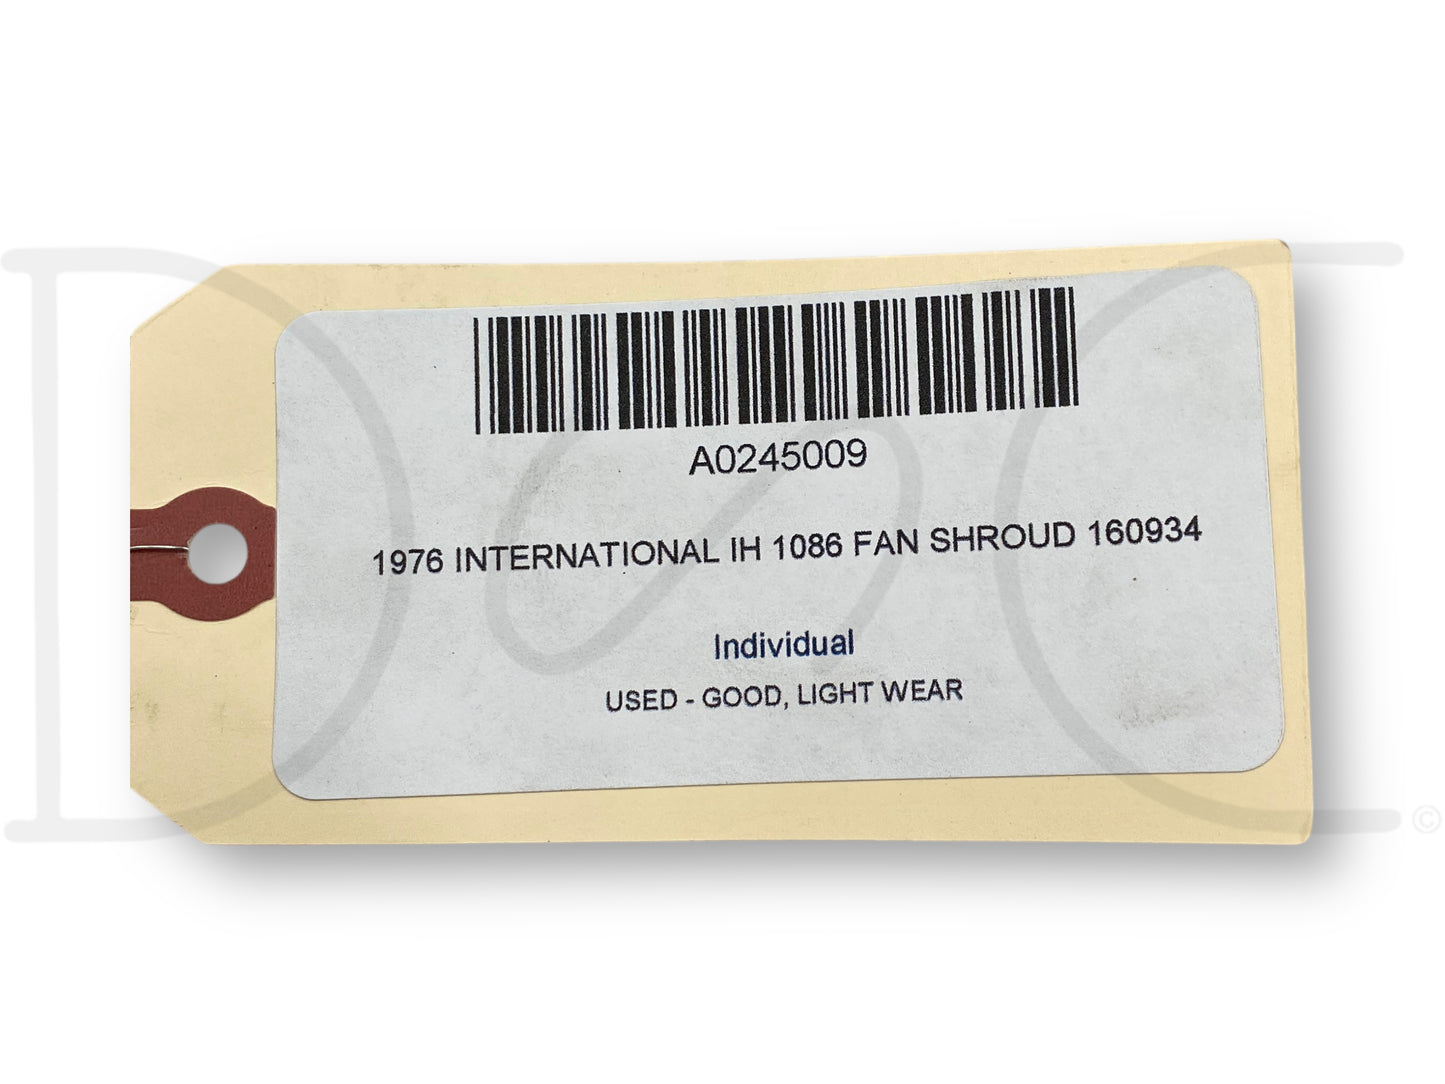 A0245009
1976 INTERNATIONAL IH 1086 FAN SHROUD 160934
Individual
USED - GOOD, LIGHT WEAR
©